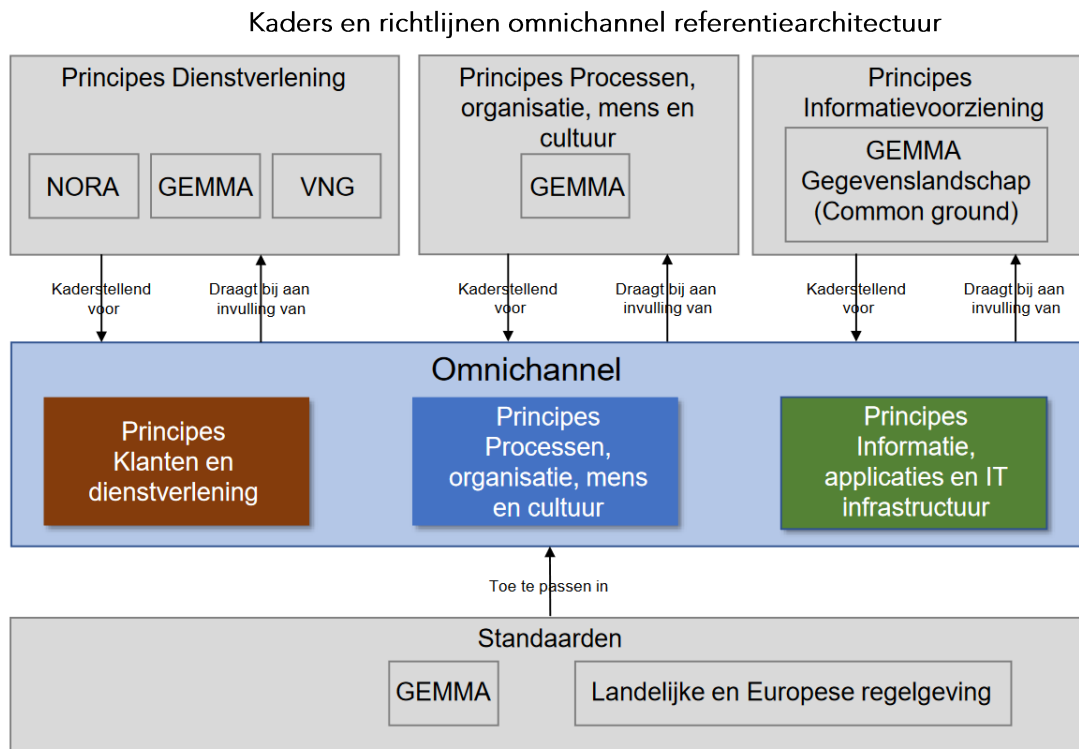 Kaders en richtlijnen omnichannel referentiearchitectuur
Principes Dienstverlening
NORA
GEMMA
VNG
Principes Processen,
organisatie, mens en
cultuur
GEMMA
Principes
Informatievoorziening
GEMMA
Gegevenslandschap
(Common ground)
Kaderstellend
voor
Draagt bij aan
invulling van
Kaderstellend
voor
Draagt bij aan
invulling van
Kaderstellend
voor
Draagt bij aan
invulling van
Omnichannel
Principes
Klanten en
dienstverlening
Principes
Processen,
organisatie, mens
en cultuur
Principes
Informatie,
applicaties en IT
infrastructuur
Toe te passen in
Standaarden
GEMMA
Landelijke en Europese regelgeving